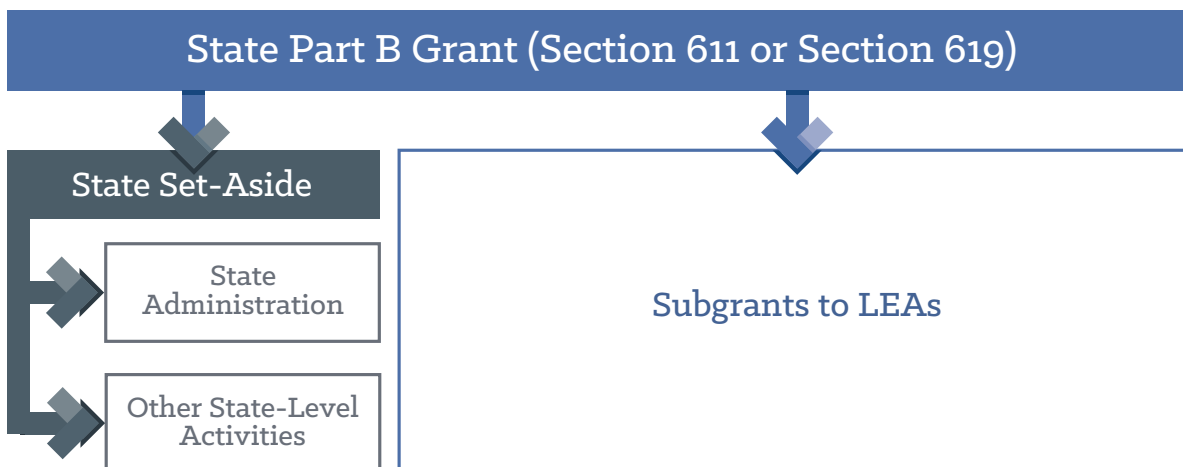 State Part B Grant (Section 611 or Section 619)
State Set-Aside
State
Administration
Other State-Level
Activities
Subgrants to LEAs